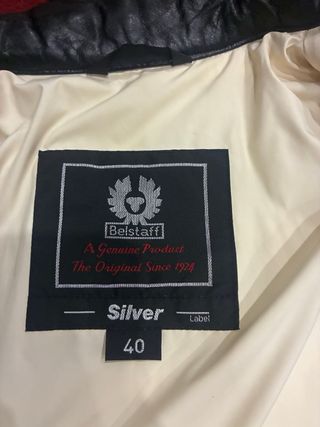 Belstaff
A Genuine Product
The Original Since 1924
Silver
Label
40